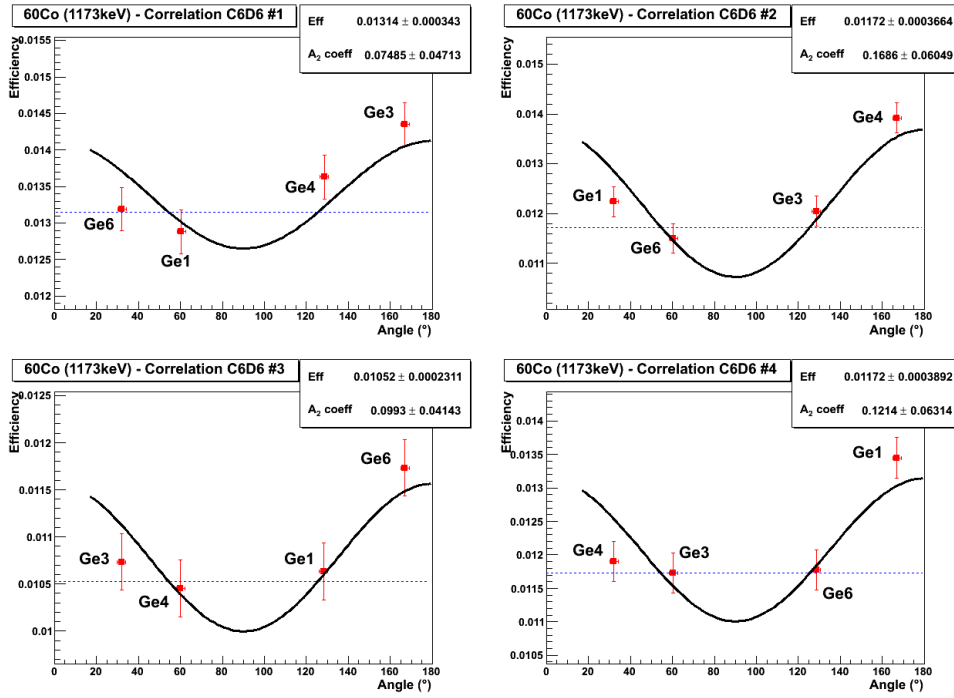 60Co (1173keV) - Correlation C6D6 #1
Eff 0.01314 ± 0.000343
A2 coeff 0.07485 ± 0.04713
Efficiency
0.0155
0.015
0.0145
0.014
0.0135
0.013
0.0125
0.012
Ge6
Ge1
Ge4
Ge3
0 20 40 60 80 100 120 140 160 180
Angle (°)
60Co (1173keV) - Correlation C6D6 #2
Eff 0.01172 ± 0.0003664
A2 coeff 0.1686 ± 0.06049
Efficiency
0.015
0.014
0.013
0.012
0.011
Ge1
Ge6
Ge3
Ge4
0 20 40 60 80 100 120 140 160 180
Angle (°)
60Co (1173keV) - Correlation C6D6 #3
Eff 0.01052 ± 0.0002311
A2 coeff 0.0993 ± 0.04143
Efficiency
0.0125
0.012
0.0115
0.011
0.0105
0.01
Ge3
Ge4
Ge1
Ge6
0 20 40 60 80 100 120 140 160 180
Angle (°)
60Co (1173keV) - Correlation C6D6 #4
Eff 0.01172 ± 0.0003892
A2 coeff 0.1214 ± 0.06314
Efficiency
0.014
0.0135
0.013
0.0125
0.012
0.0115
0.011
0.0105
Ge4
Ge3
Ge6
Ge1
0 20 40 60 80 100 120 140 160 180
Angle (°)